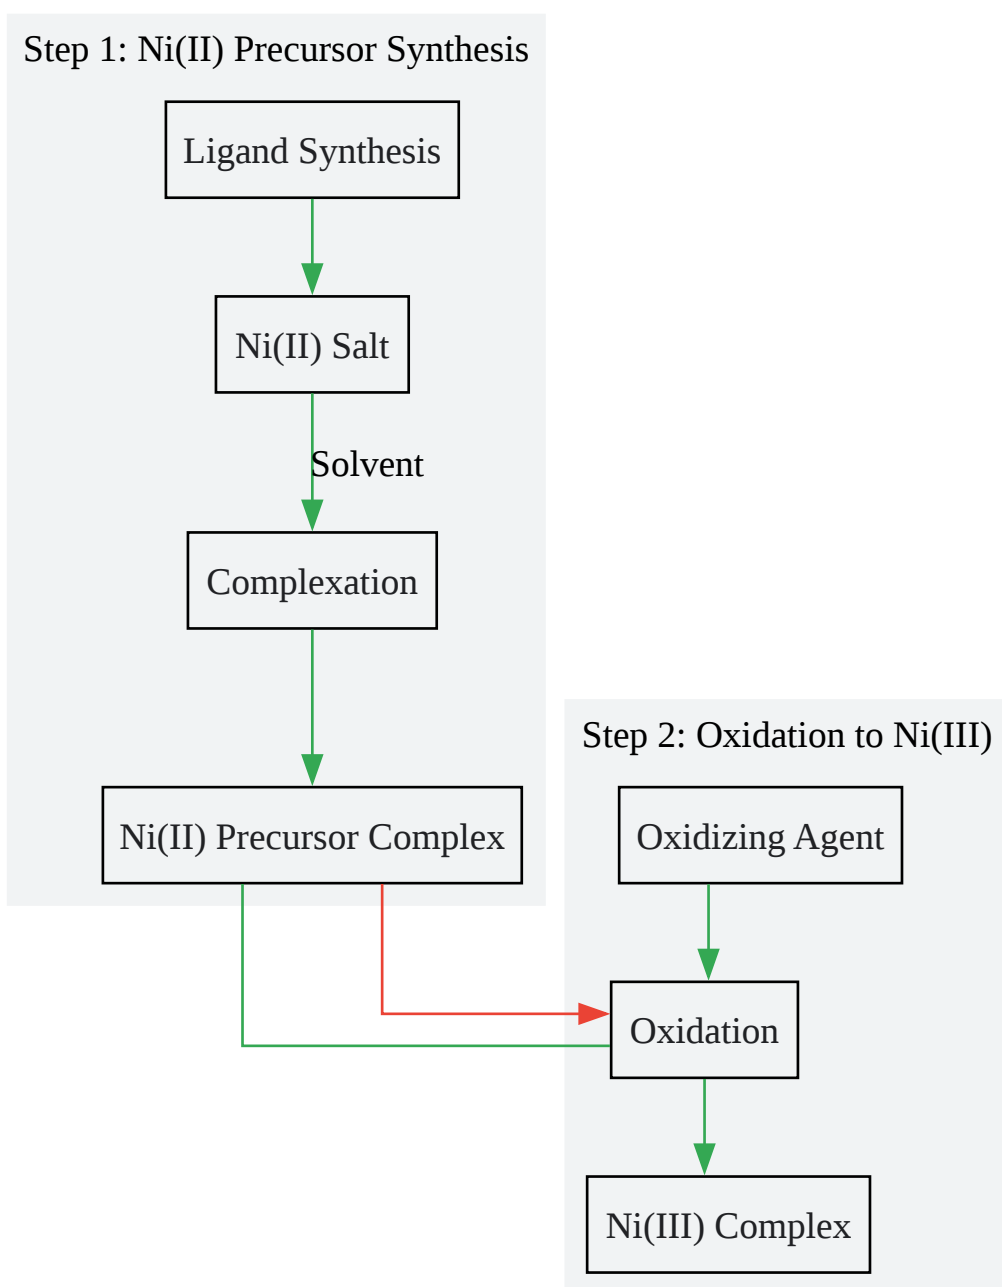 Step 1: Ni(II) Precursor Synthesis
Ligand Synthesis
Ni(II) Salt
Solvent
Complexation
Ni(II) Precursor Complex
Step 2: Oxidation to Ni(III)
Oxidizing Agent
Oxidation
Ni(III) Complex